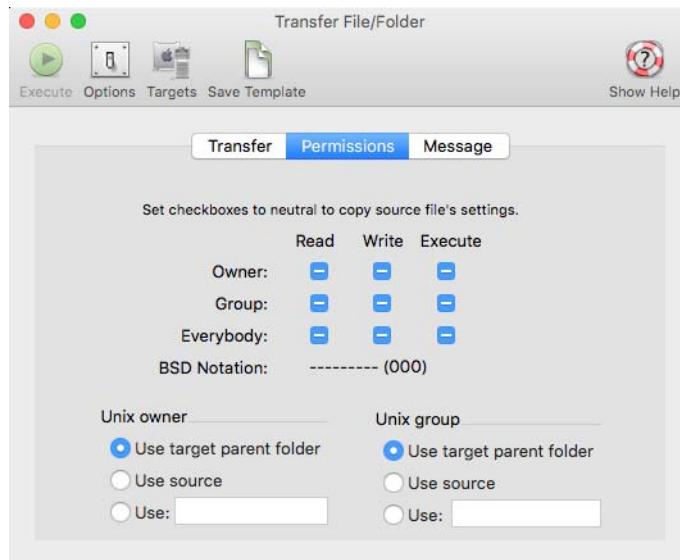 Transfer File/Folder
Execute Options Targets Save Template Show Help
Transfer Permissions Message
Set checkboxes to neutral to copy source file's settings.
Read Write Execute
Owner:
Group:
Everybody:
BSD Notation: --------- (000)
Unix owner Unix group
Use target parent folder Use target parent folder
Use source Use source
Use: Use: